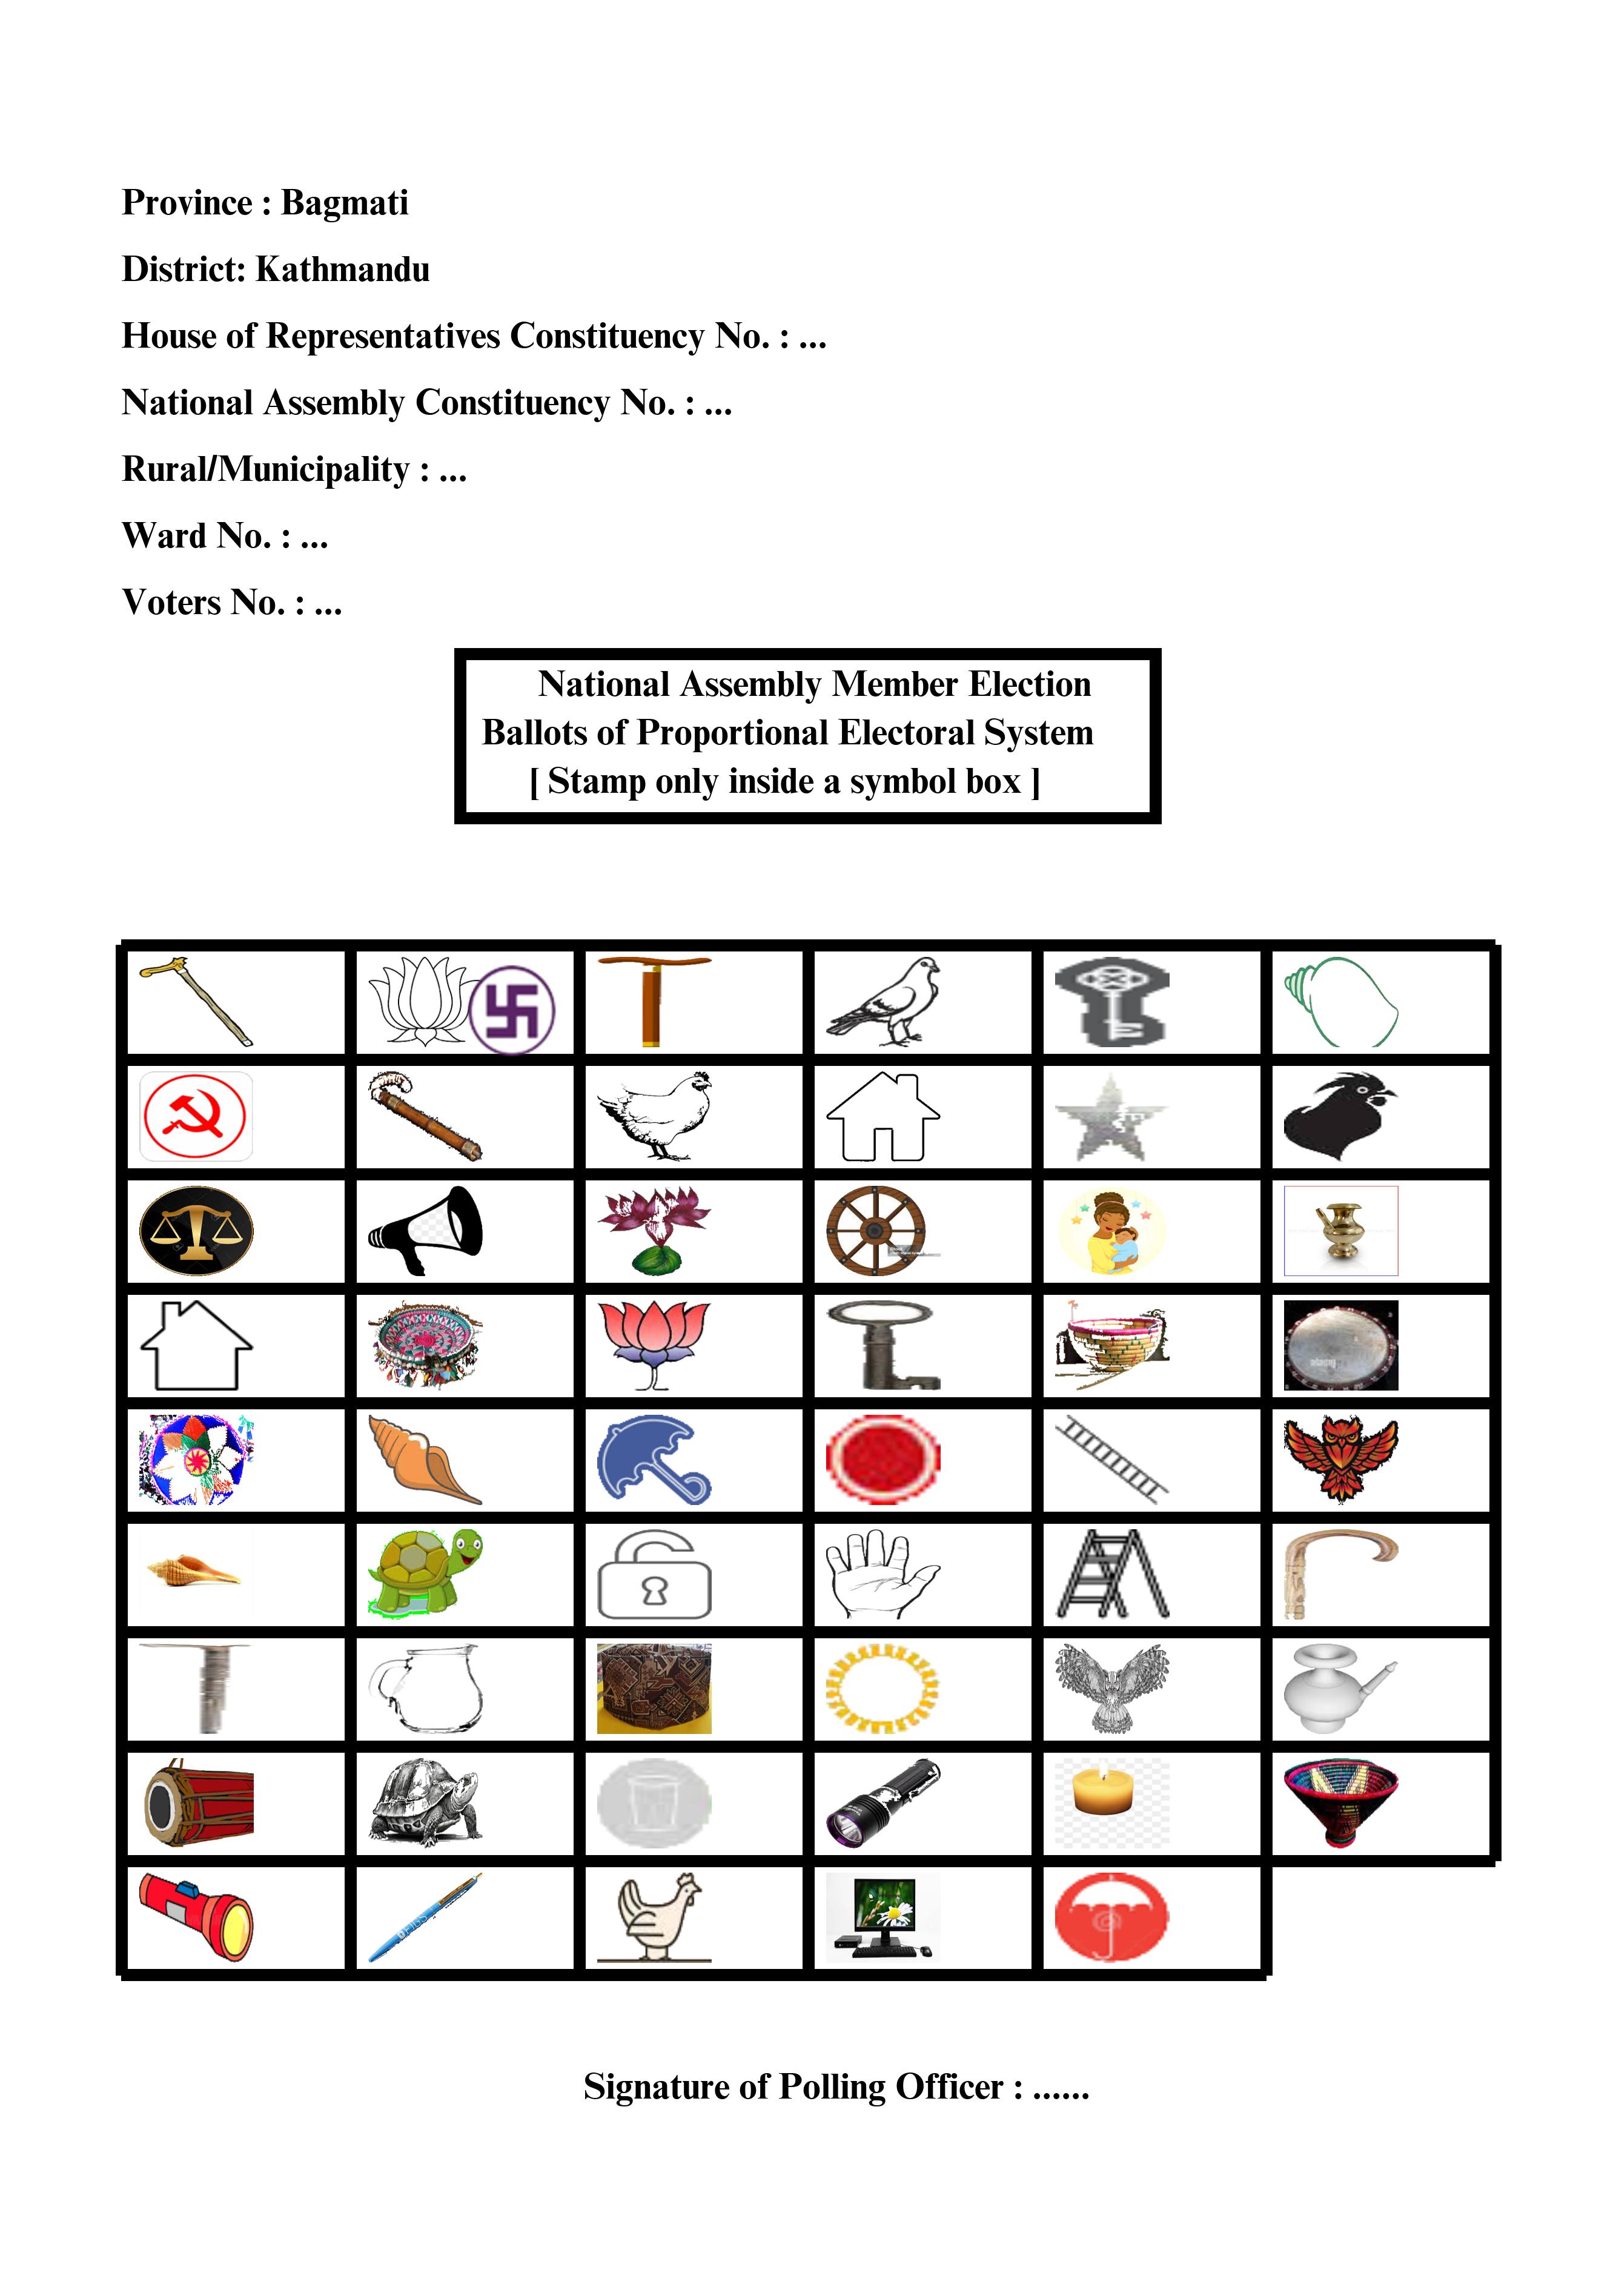 Province : Bagmati
District: Kathmandu
House of Representatives Constituency No. : ...
National Assembly Constituency No. : ...
Rural/Municipality : ...
Ward No. : ...
Voters No. : ...
National Assembly Member Election
Ballots of Proportional Electoral System
[ Stamp only inside a symbol box ]
Signature of Polling Officer : ......